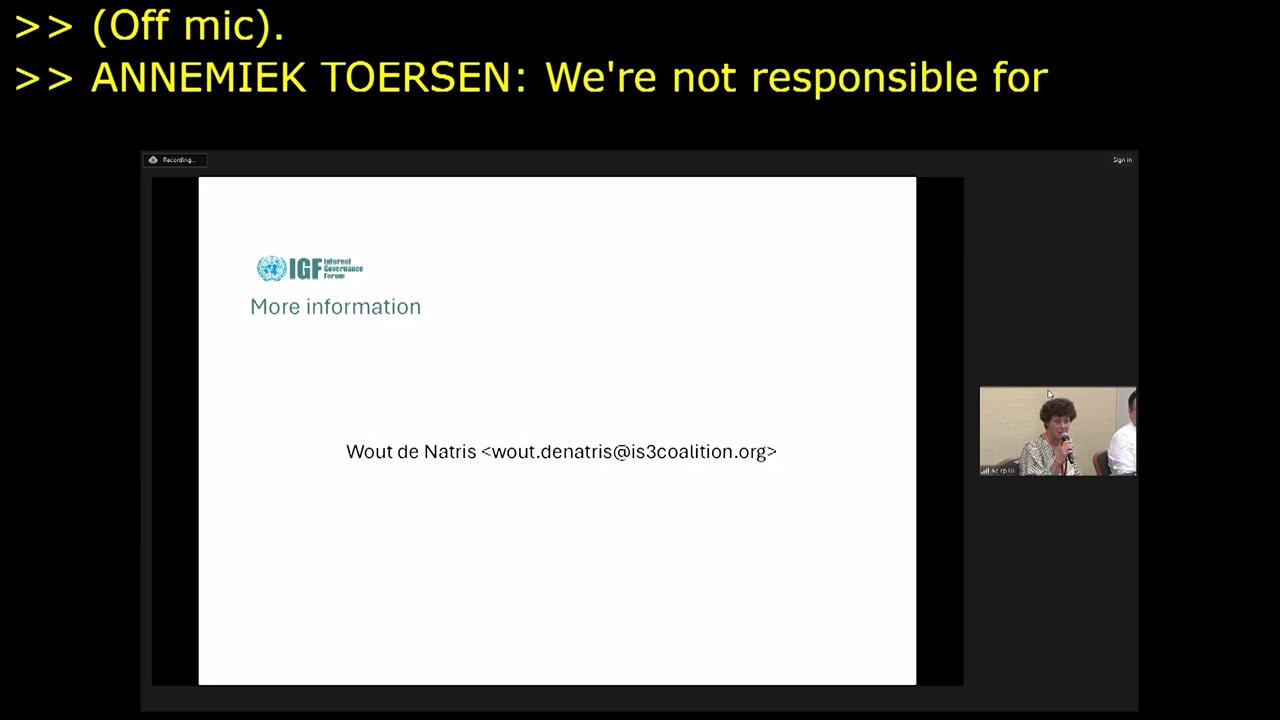 >> (Off mic).
>> ANNEMIEK TOERSEN: We're not responsible for
Recording...
Sign in
IGF Internet
Governance
Forum
More information
Wout de Natris <wout.denatris@is3coalition.org>